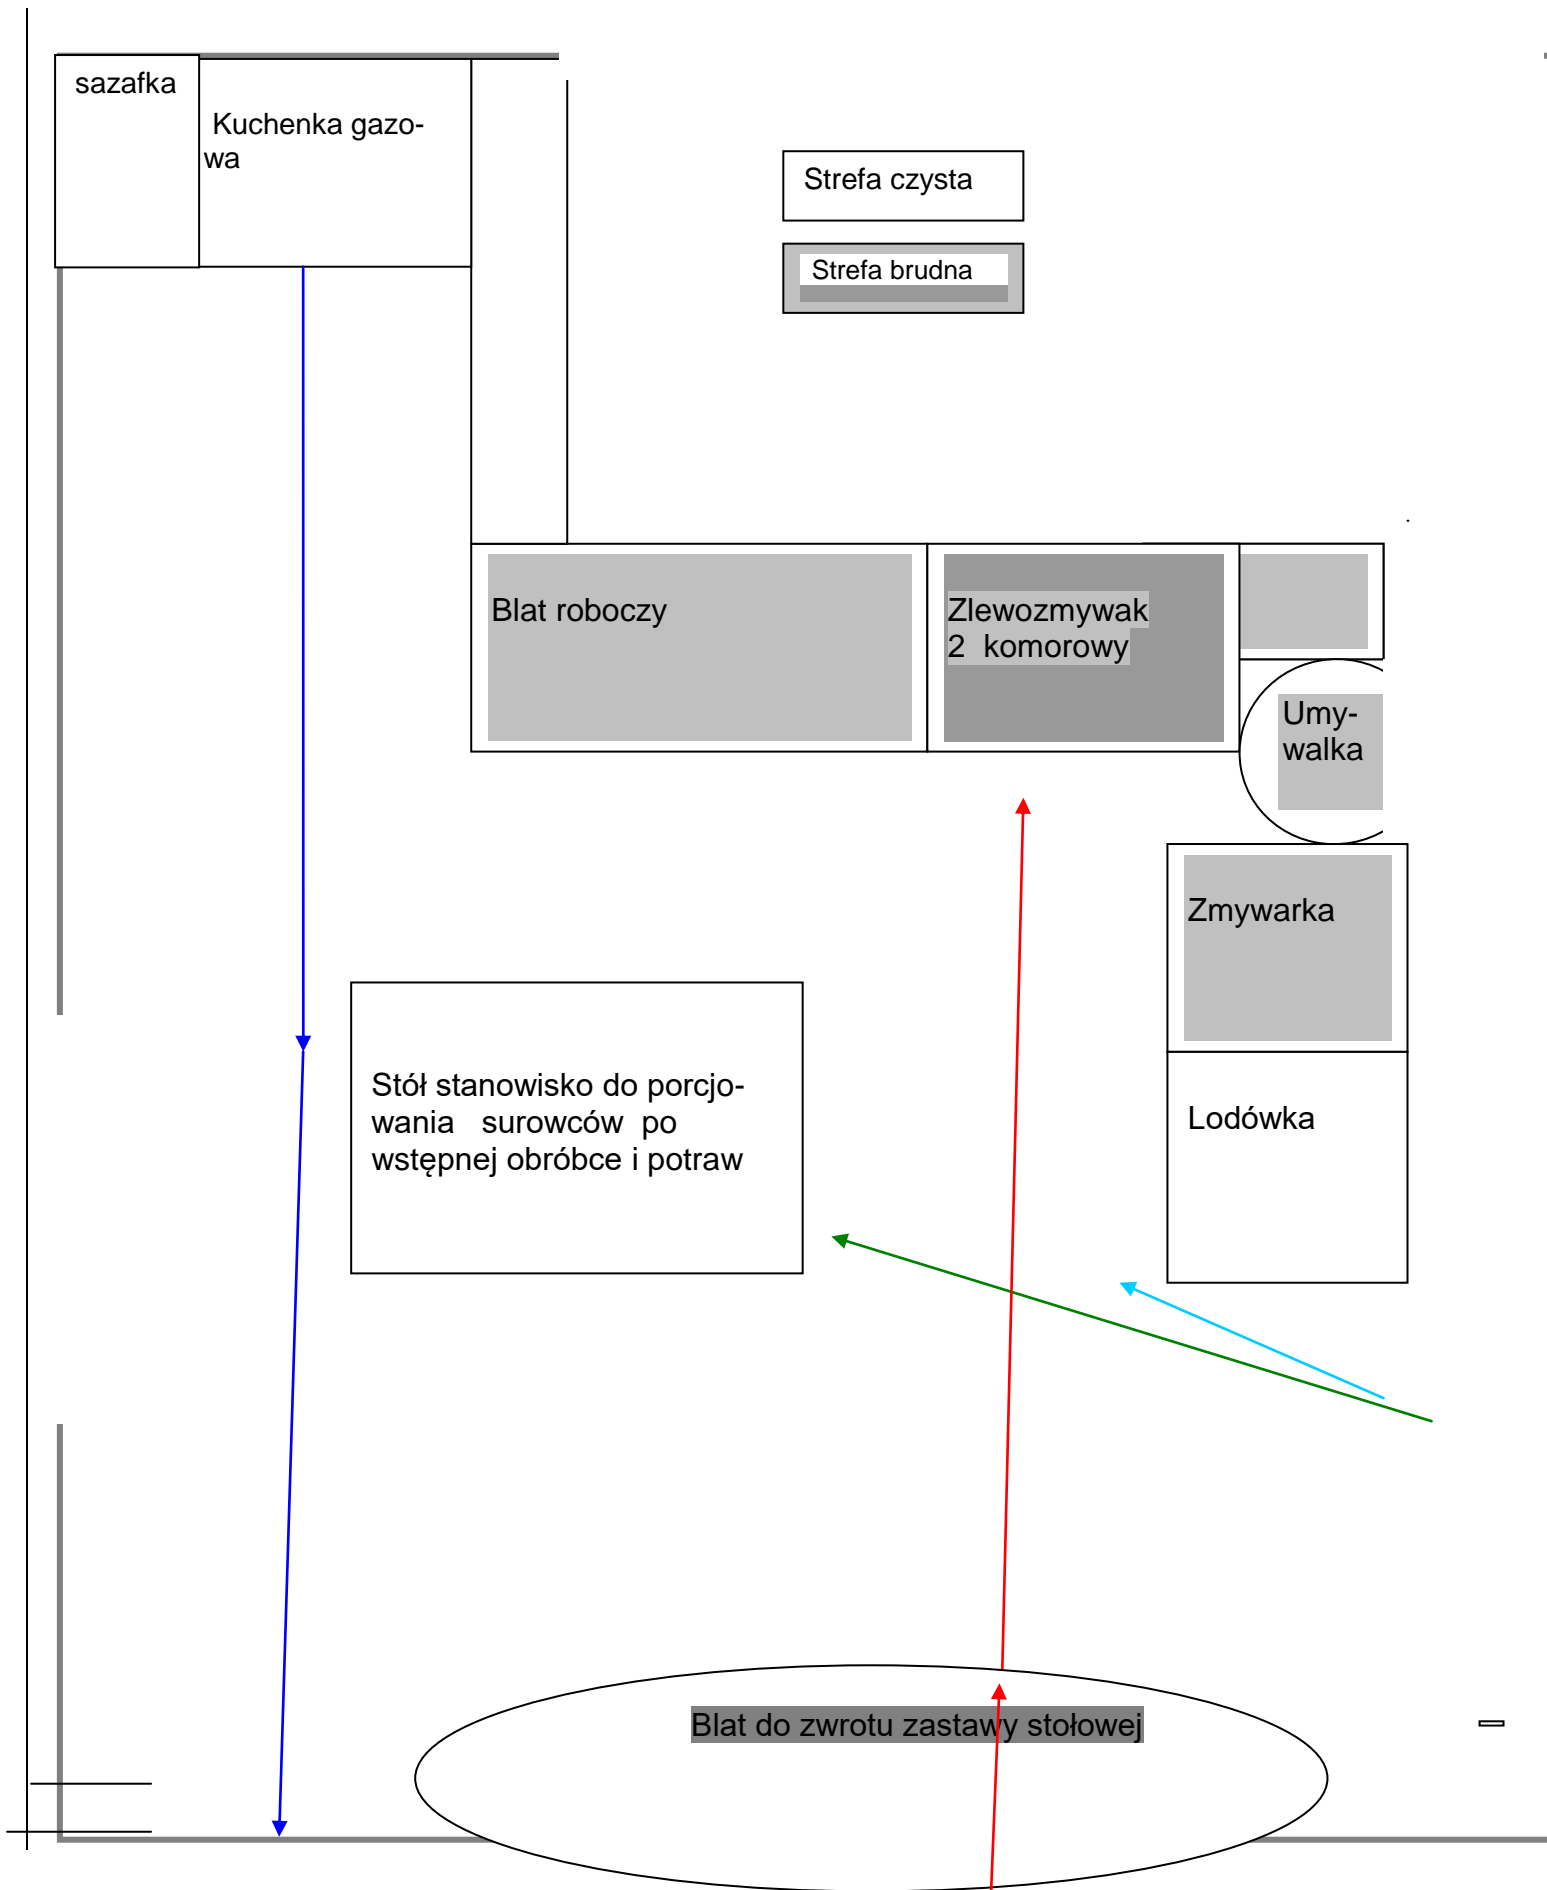 sazafka
Kuchenka gazo-
wa
Strefa czysta
Strefa brudna
Blat roboczy
Zlewozmywak
2 komorowy
Umy-
walka
Zmywarka
Stół stanowisko do porcjo-
wania surowców po
wstępnej obróbce i potraw
Lodówka
Blat do zwrotu zastawy stołowej